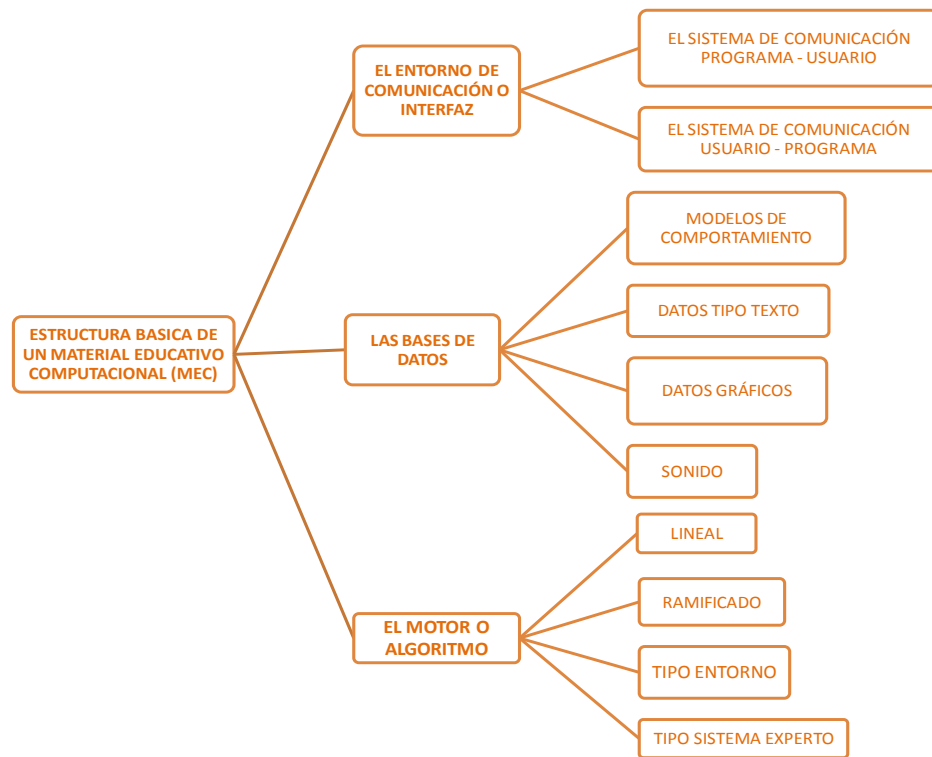 ESTRUCTURA BASICA DE
UN MATERIAL EDUCATIVO
COMPUTACIONAL (MEC)
EL ENTORNO DE
COMUNICACIÓN O
INTERFAZ
EL SISTEMA DE COMUNICACIÓN
PROGRAMA - USUARIO
EL SISTEMA DE COMUNICACIÓN
USUARIO - PROGRAMA
LAS BASES DE
DATOS
MODELOS DE
COMPORTAMIENTO
DATOS TIPO TEXTO
DATOS GRÁFICOS
SONIDO
EL MOTOR O
ALGORITMO
LINEAL
RAMIFICADO
TIPO ENTORNO
TIPO SISTEMA EXPERTO